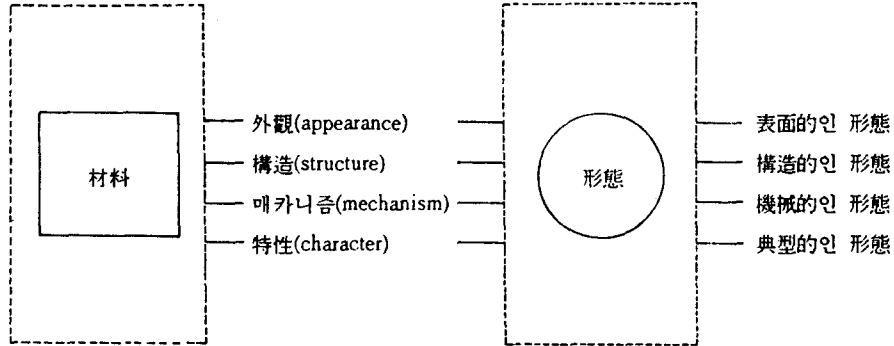 材料
外觀(appearance)
構造(structure)
매카니즘(mechanism)
特性(character)
形態
表面的인 形態
構造的인 形態
機械的인 形態
典型的인 形態